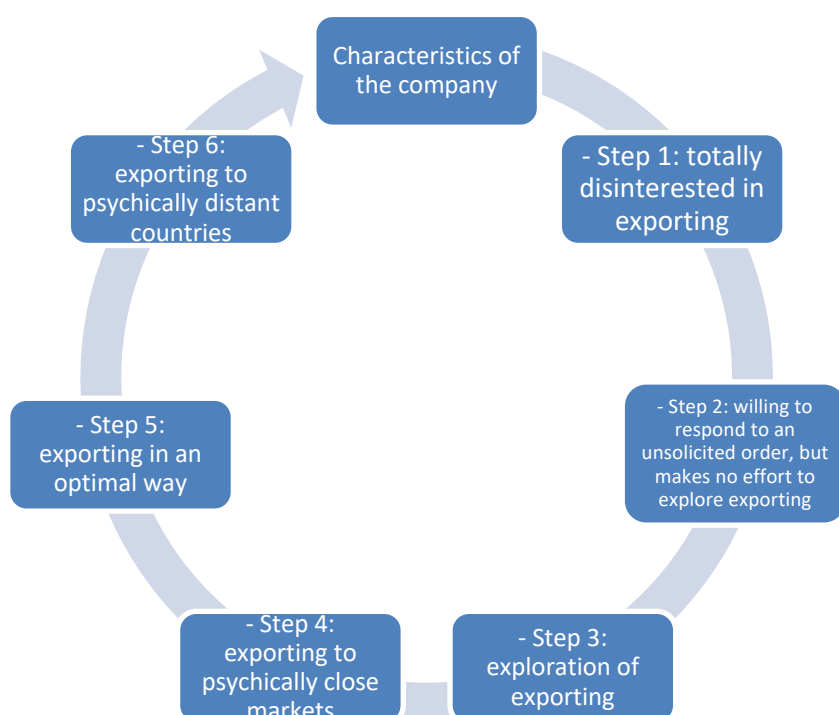 Characteristics of
the company
- Step 1: totally
disinterested in
exporting
- Step 2: willing to
respond to an
unsolicited order, but
makes no effort to
explore exporting
- Step 3:
exploration of
exporting
- Step 4:
exporting to
psychically close
markets
- Step 5:
exporting in an
optimal way
- Step 6:
exporting to
psychically distant
countries